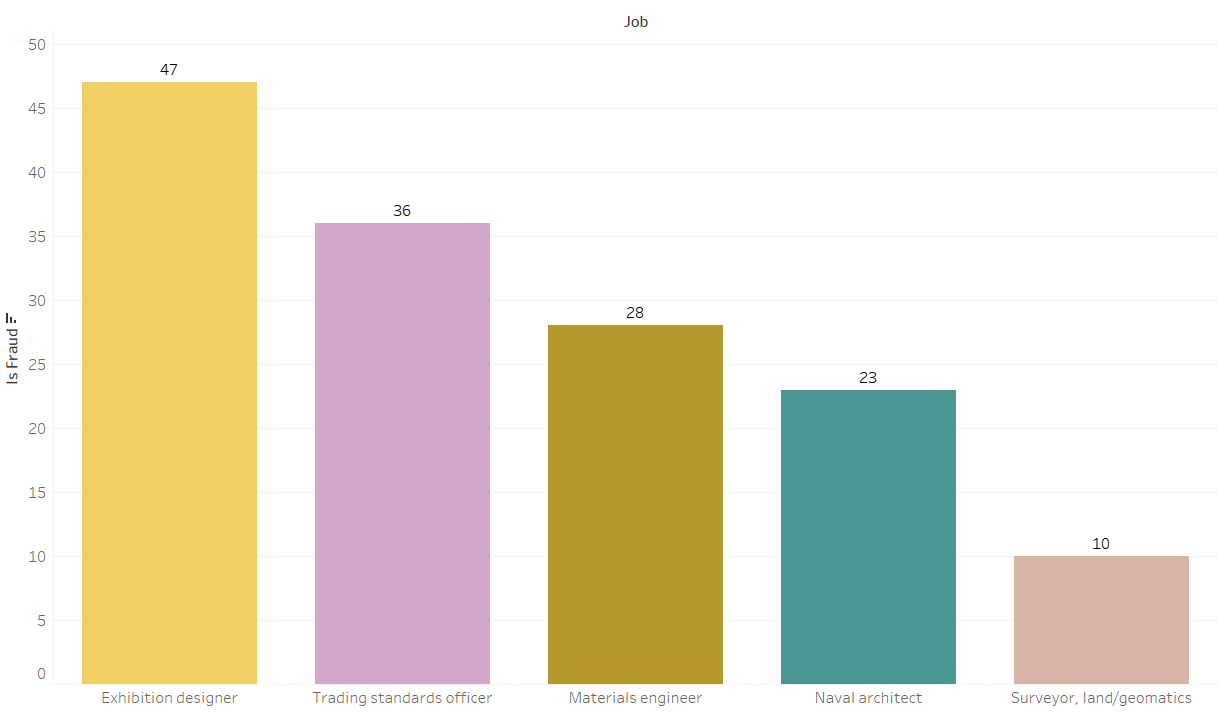 Job
50
45
40
35
30
25
20
15
10
5
0
Is Fraud
47
36
28
23
10
Exhibition designer
Trading standards officer
Materials engineer
Naval architect
Surveyor, land/geomatics